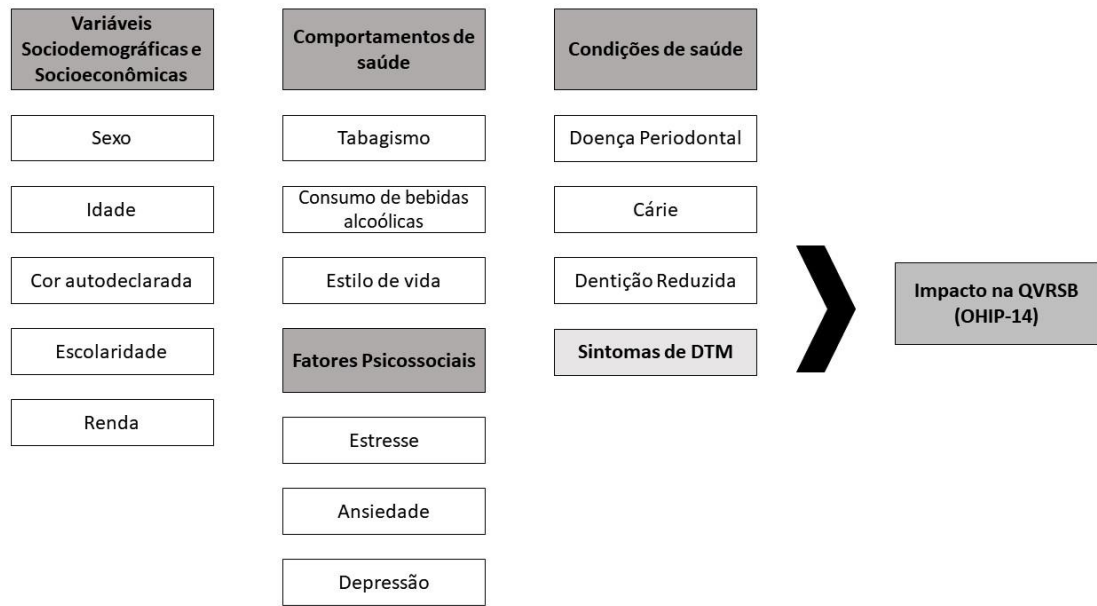 Variáveis
Sociodemográficas e
Socioeconômicas
Sexo
Idade
Cor autodeclarada
Escolaridade
Renda
Comportamentos de
saúde
Tabagismo
Consumo de bebidas
alcoólicas
Estilo de vida
Fatores Psicossociais
Estresse
Ansiedade
Depressão
Condições de saúde
Doença Periodontal
Cárie
Dentição Reduzida
Sintomas de DTM
Impacto na QVRSB
(OHIP-14)